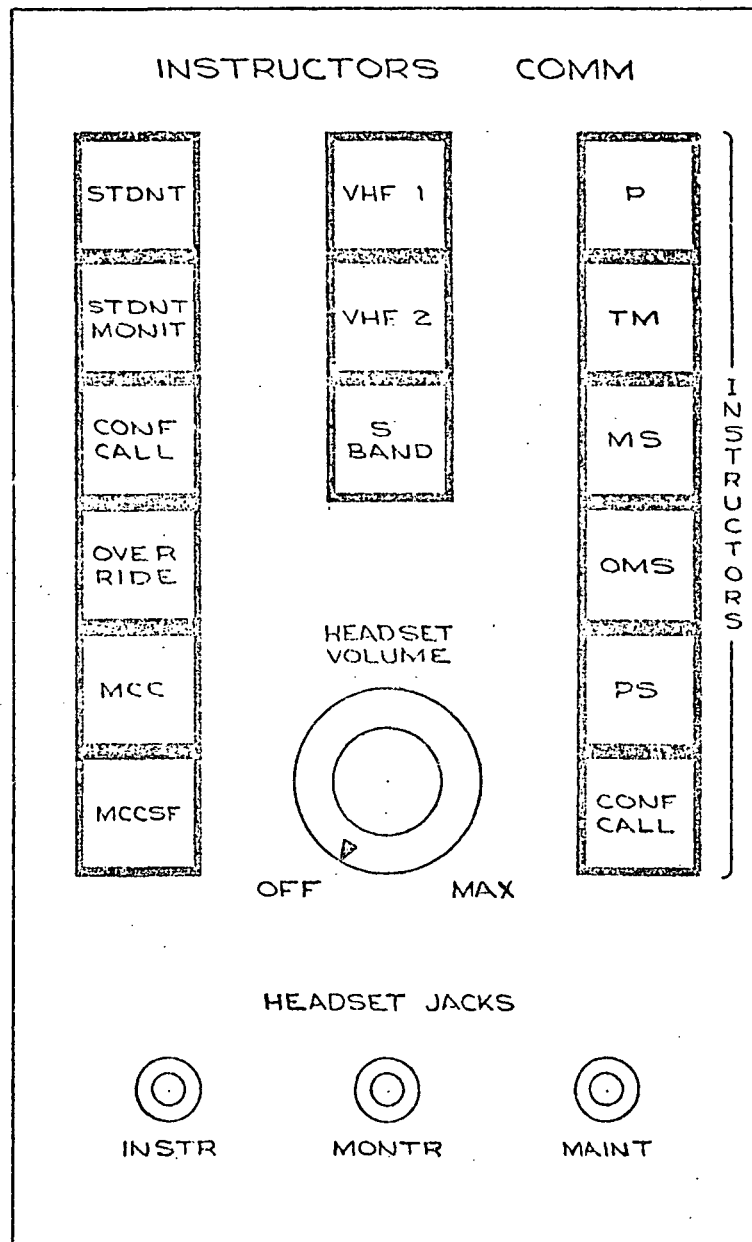 INSTRUCTORS COMM
STDNT
STDNT
MONIT
CONF
CALL
OVER
RIDE
MCC
MCCSF
VHF 1
VHF 2
S
BAND
P
TM
MS
OMS
PS
CONF
CALL
INSTRUCTORS
HEADSET
VOLUME
OFF MAX
HEADSET JACKS
INSTR MONTR MAINT